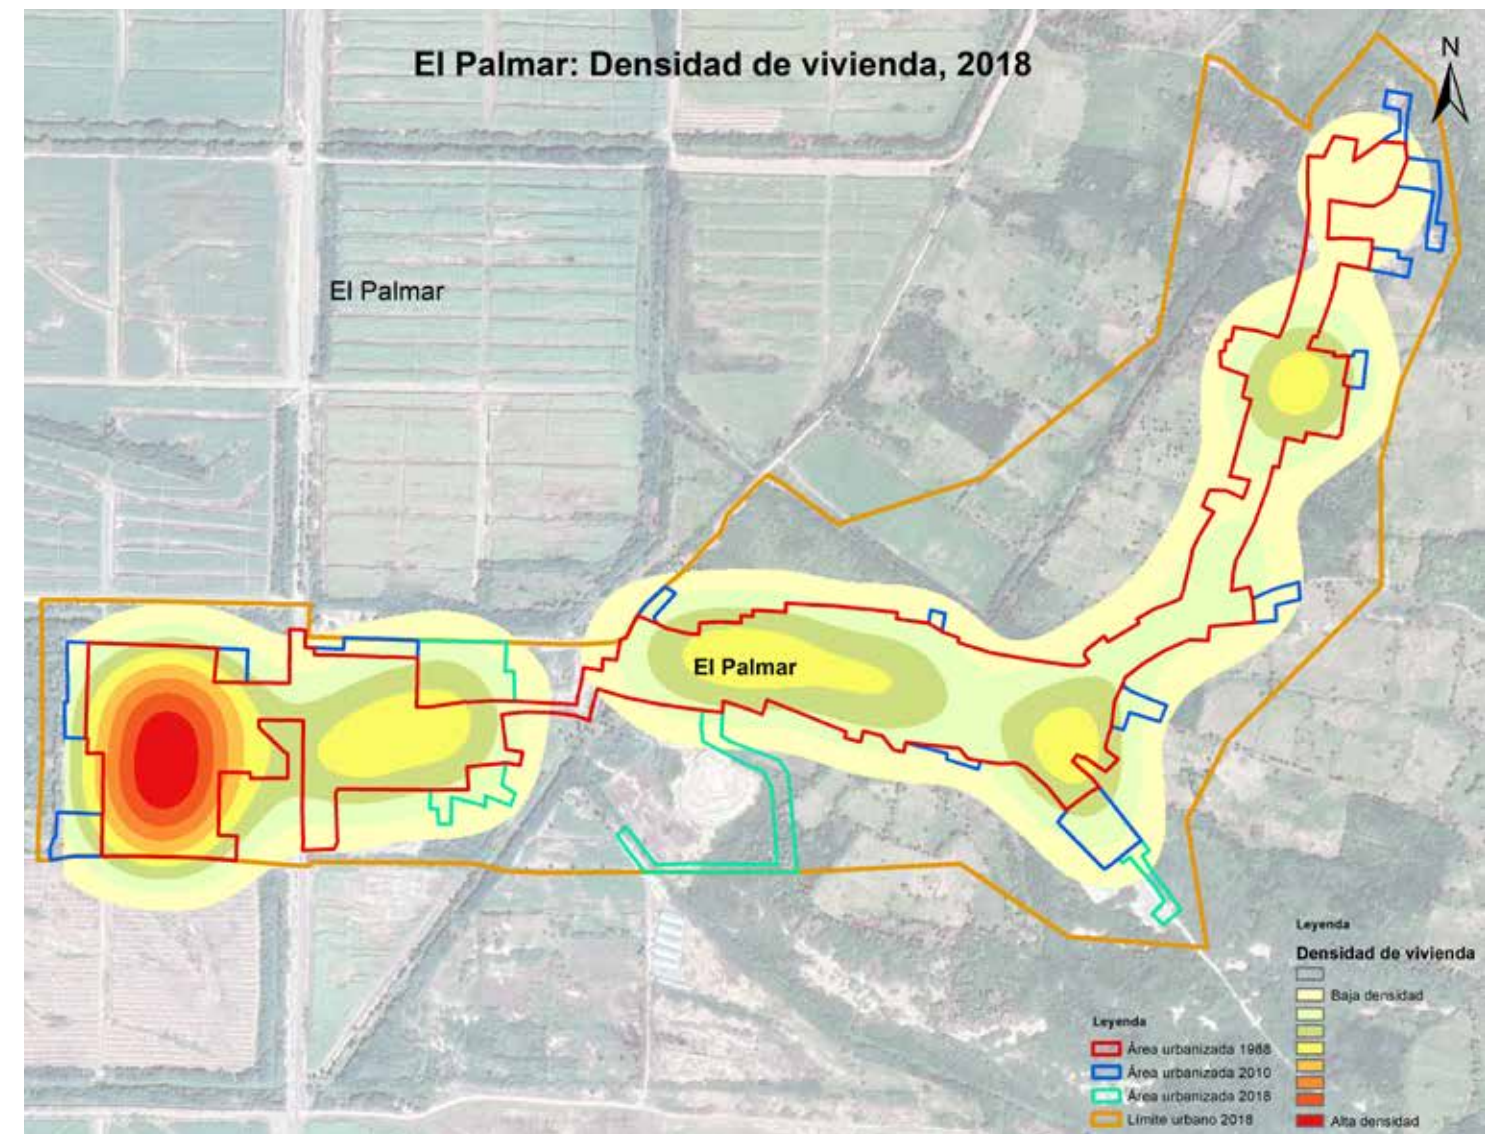 El Palmar: Densidad de vivienda, 2018
N
El Palmar
El Palmar
Leyenda
Área urbanizada 1988
Área urbanizada 2010
Área urbanizada 2018
Límite urbano 2018
Leyenda
Densidad de vivienda
Baja densidad
Alta densidad